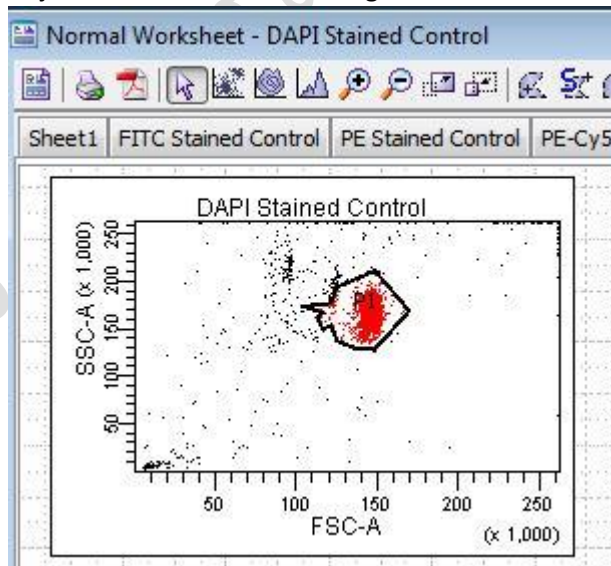 Normal Worksheet - DAPI Stained Control
Sheet1
FITC Stained Control
PE Stained Control
PE-Cy5
DAPI Stained Control
SSC-A (x 1,000)
250
200
150
100
50
P1
50 100 150 200 250
FSC-A
(x 1,000)